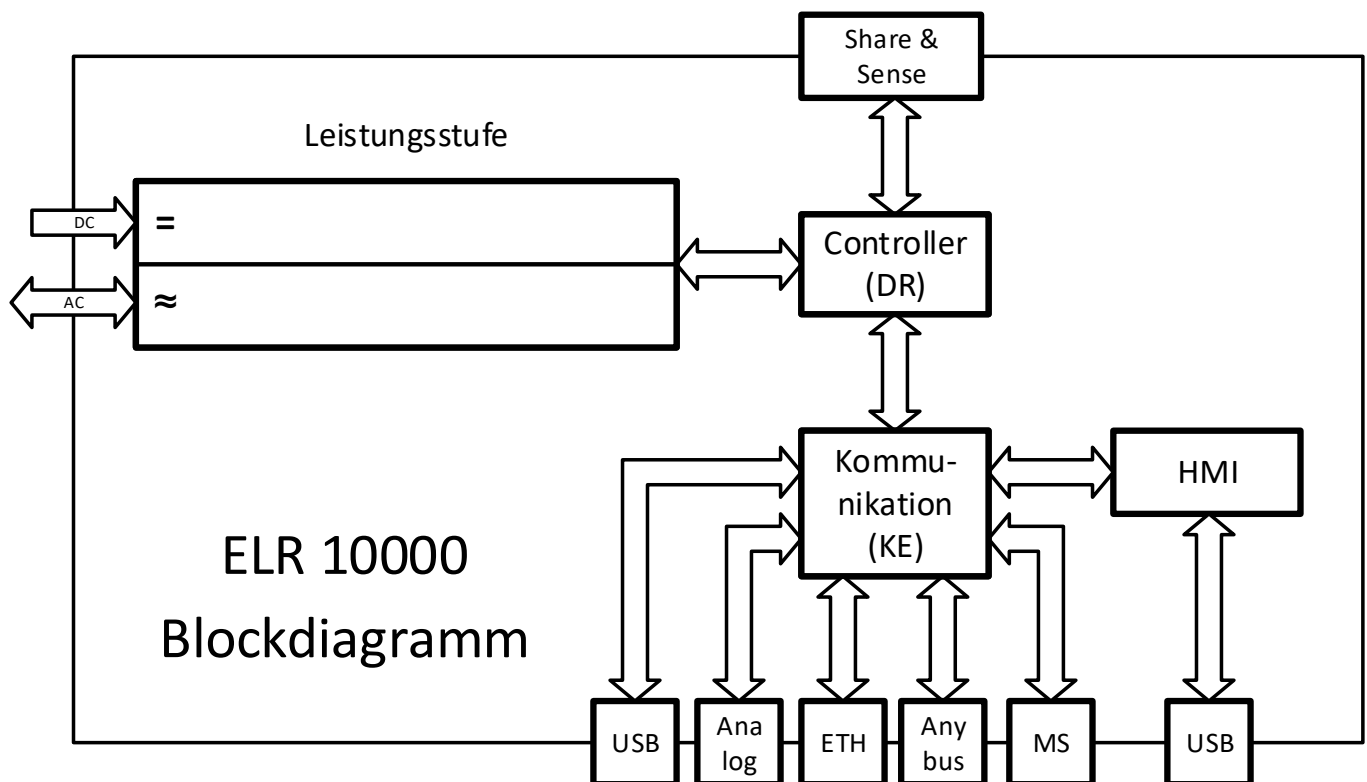 Share &
Sense
Leistungsstufe
DC
=
AC
≈
Controller
(DR)
Kommu-
nikation
(KE)
HMI
ELR 10000
Blockdiagramm
USB
Ana
log
ETH
Any
bus
MS
USB